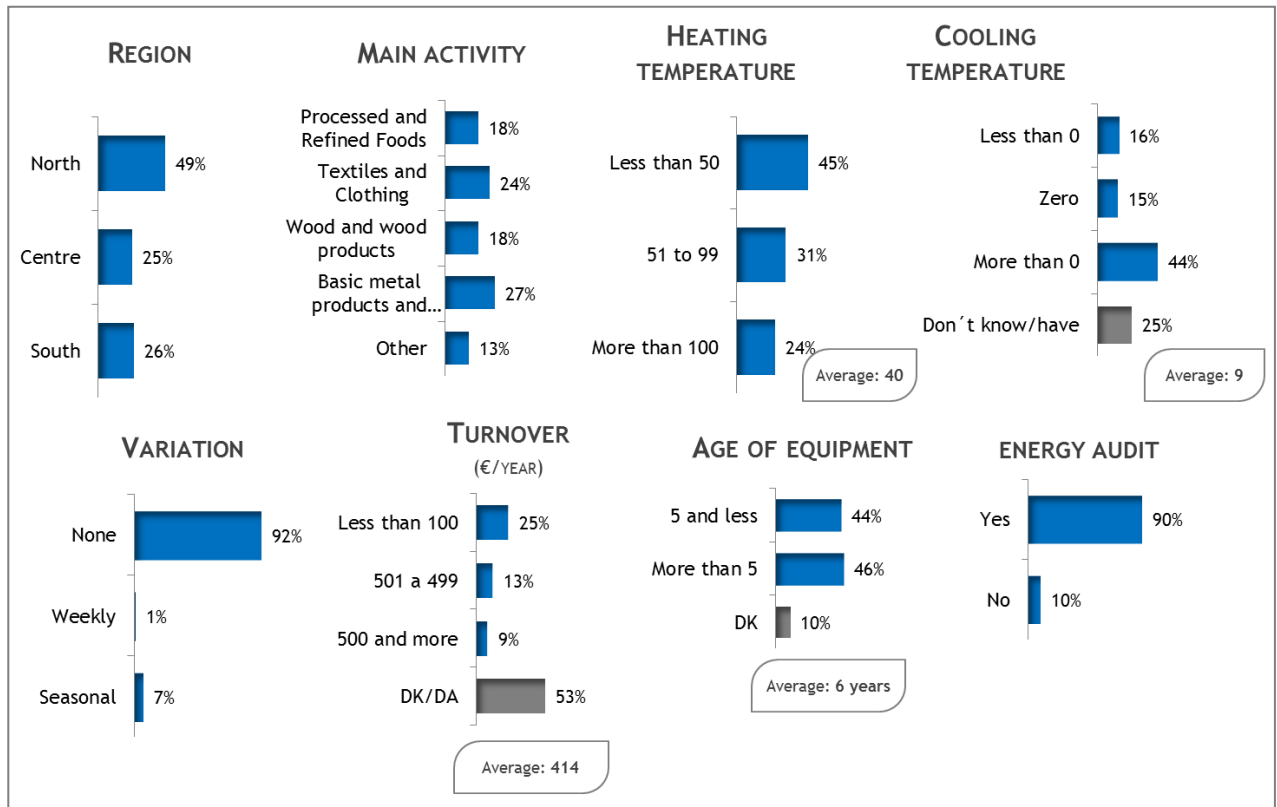 REGION
North
49%
Centre
25%
South
26%
MAIN ACTIVITY
Processed and
Refined Foods
18%
Textiles and
Clothing
24%
Wood and wood
products
18%
Basic metal
products and...
27%
Other
13%
HEATING
TEMPERATURE
Less than 50
45%
51 to 99
31%
More than 100
24%
Average: 40
COOLING
TEMPERATURE
Less than 0
16%
Zero
15%
More than 0
44%
Don´t know/have
25%
Average: 9
VARIATION
None
92%
Weekly
1%
Seasonal
7%
TURNOVER
(€/YEAR)
Less than 100
25%
501 a 499
13%
500 and more
9%
DK/DA
53%
Average: 414
AGE OF EQUIPMENT
5 and less
44%
More than 5
46%
DK
10%
Average: 6 years
ENERGY AUDIT
Yes
90%
No
10%